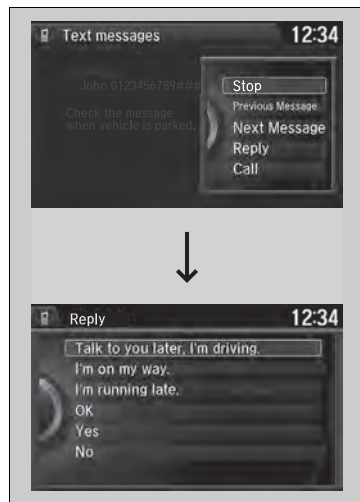 Text messages 12:34
John 0123456789###
Check the message
when vehicle is parked.
Stop
Previous Message
Next Message
Reply
Call
Reply 12:34
Talk to you later, I'm driving.
I'm on my way.
I'm running late.
OK
Yes
No